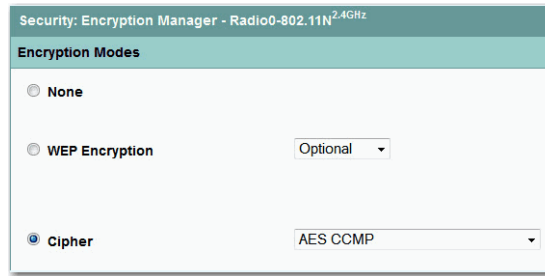 Security: Encryption Manager - Radio0-802.11N2.4GHz
Encryption Modes
None
WEP Encryption Optional
Cipher AES CCMP